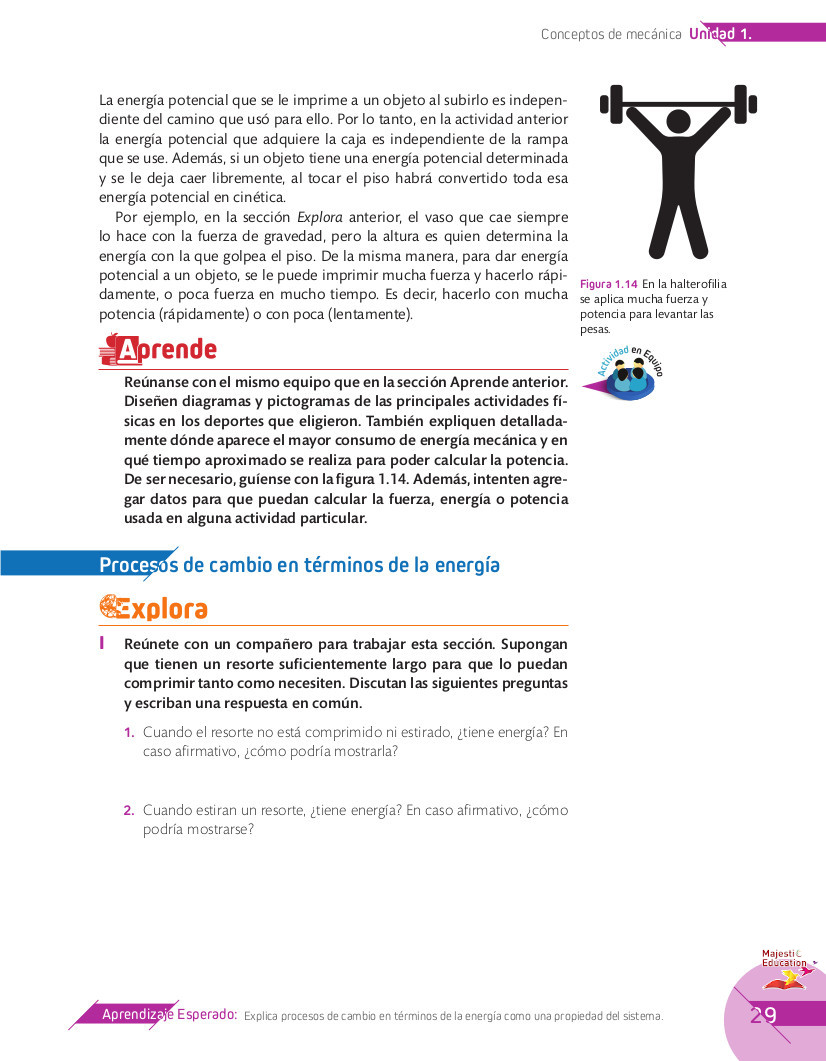 Conceptos de mecánica Unidad 1.
La energía potencial que se le imprime a un objeto al subirlo es indepen-
diente del camino que usó para ello. Por lo tanto, en la actividad anterior
la energía potencial que adquiere la caja es independiente de la rampa
que se use. Además, si un objeto tiene una energía potencial determinada
y se le deja caer libremente, al tocar el piso habrá convertido toda esa
energía potencial en cinética.
Por ejemplo, en la sección Explora anterior, el vaso que cae siempre
lo hace con la fuerza de gravedad, pero la altura es quien determina la
energía con la que golpea el piso. De la misma manera, para dar energía
potencial a un objeto, se le puede imprimir mucha fuerza y hacerlo rápi-
damente, o poca fuerza en mucho tiempo. Es decir, hacerlo con mucha
potencia (rápidamente) o con poca (lentamente).
Figura 1.14 En la halterofilia
se aplica mucha fuerza y
potencia para levantar las
pesas.
Actividad en Equipo
Aprende
Reúnanse con el mismo equipo que en la sección Aprende anterior.
Diseñen diagramas y pictogramas de las principales actividades fí-
sicas en los deportes que eligieron. También expliquen detallada-
mente dónde aparece el mayor consumo de energía mecánica y en
qué tiempo aproximado se realiza para poder calcular la potencia.
De ser necesario, guíense con la figura 1.14. Además, intenten agre-
gar datos para que puedan calcular la fuerza, energía o potencia
usada en alguna actividad particular.
Procesos de cambio en términos de la energía
Explora
I Reúnete con un compañero para trabajar esta sección. Supongan
que tienen un resorte suficientemente largo para que lo puedan
comprimir tanto como necesiten. Discutan las siguientes preguntas
y escriban una respuesta en común.
1. Cuando el resorte no está comprimido ni estirado, ¿tiene energía? En
caso afirmativo, ¿cómo podría mostrarla?
2. Cuando estiran un resorte, ¿tiene energía? En caso afirmativo, ¿cómo
podría mostrarse?
Majestic
Education
Aprendizaje Esperado: Explica procesos de cambio en términos de la energía como una propiedad del sistema.
29